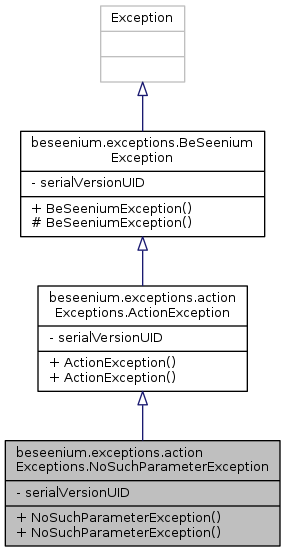 Exception
beseenium.exceptions.BeSeenium
Exception
- serialVersionUID
+ BeSeeniumException()
# BeSeeniumException()
beseenium.exceptions.action
Exceptions.ActionException
- serialVersionUID
+ ActionException()
+ ActionException()
beseenium.exceptions.action
Exceptions.NoSuchParameterException
- serialVersionUID
+ NoSuchParameterException()
+ NoSuchParameterException()